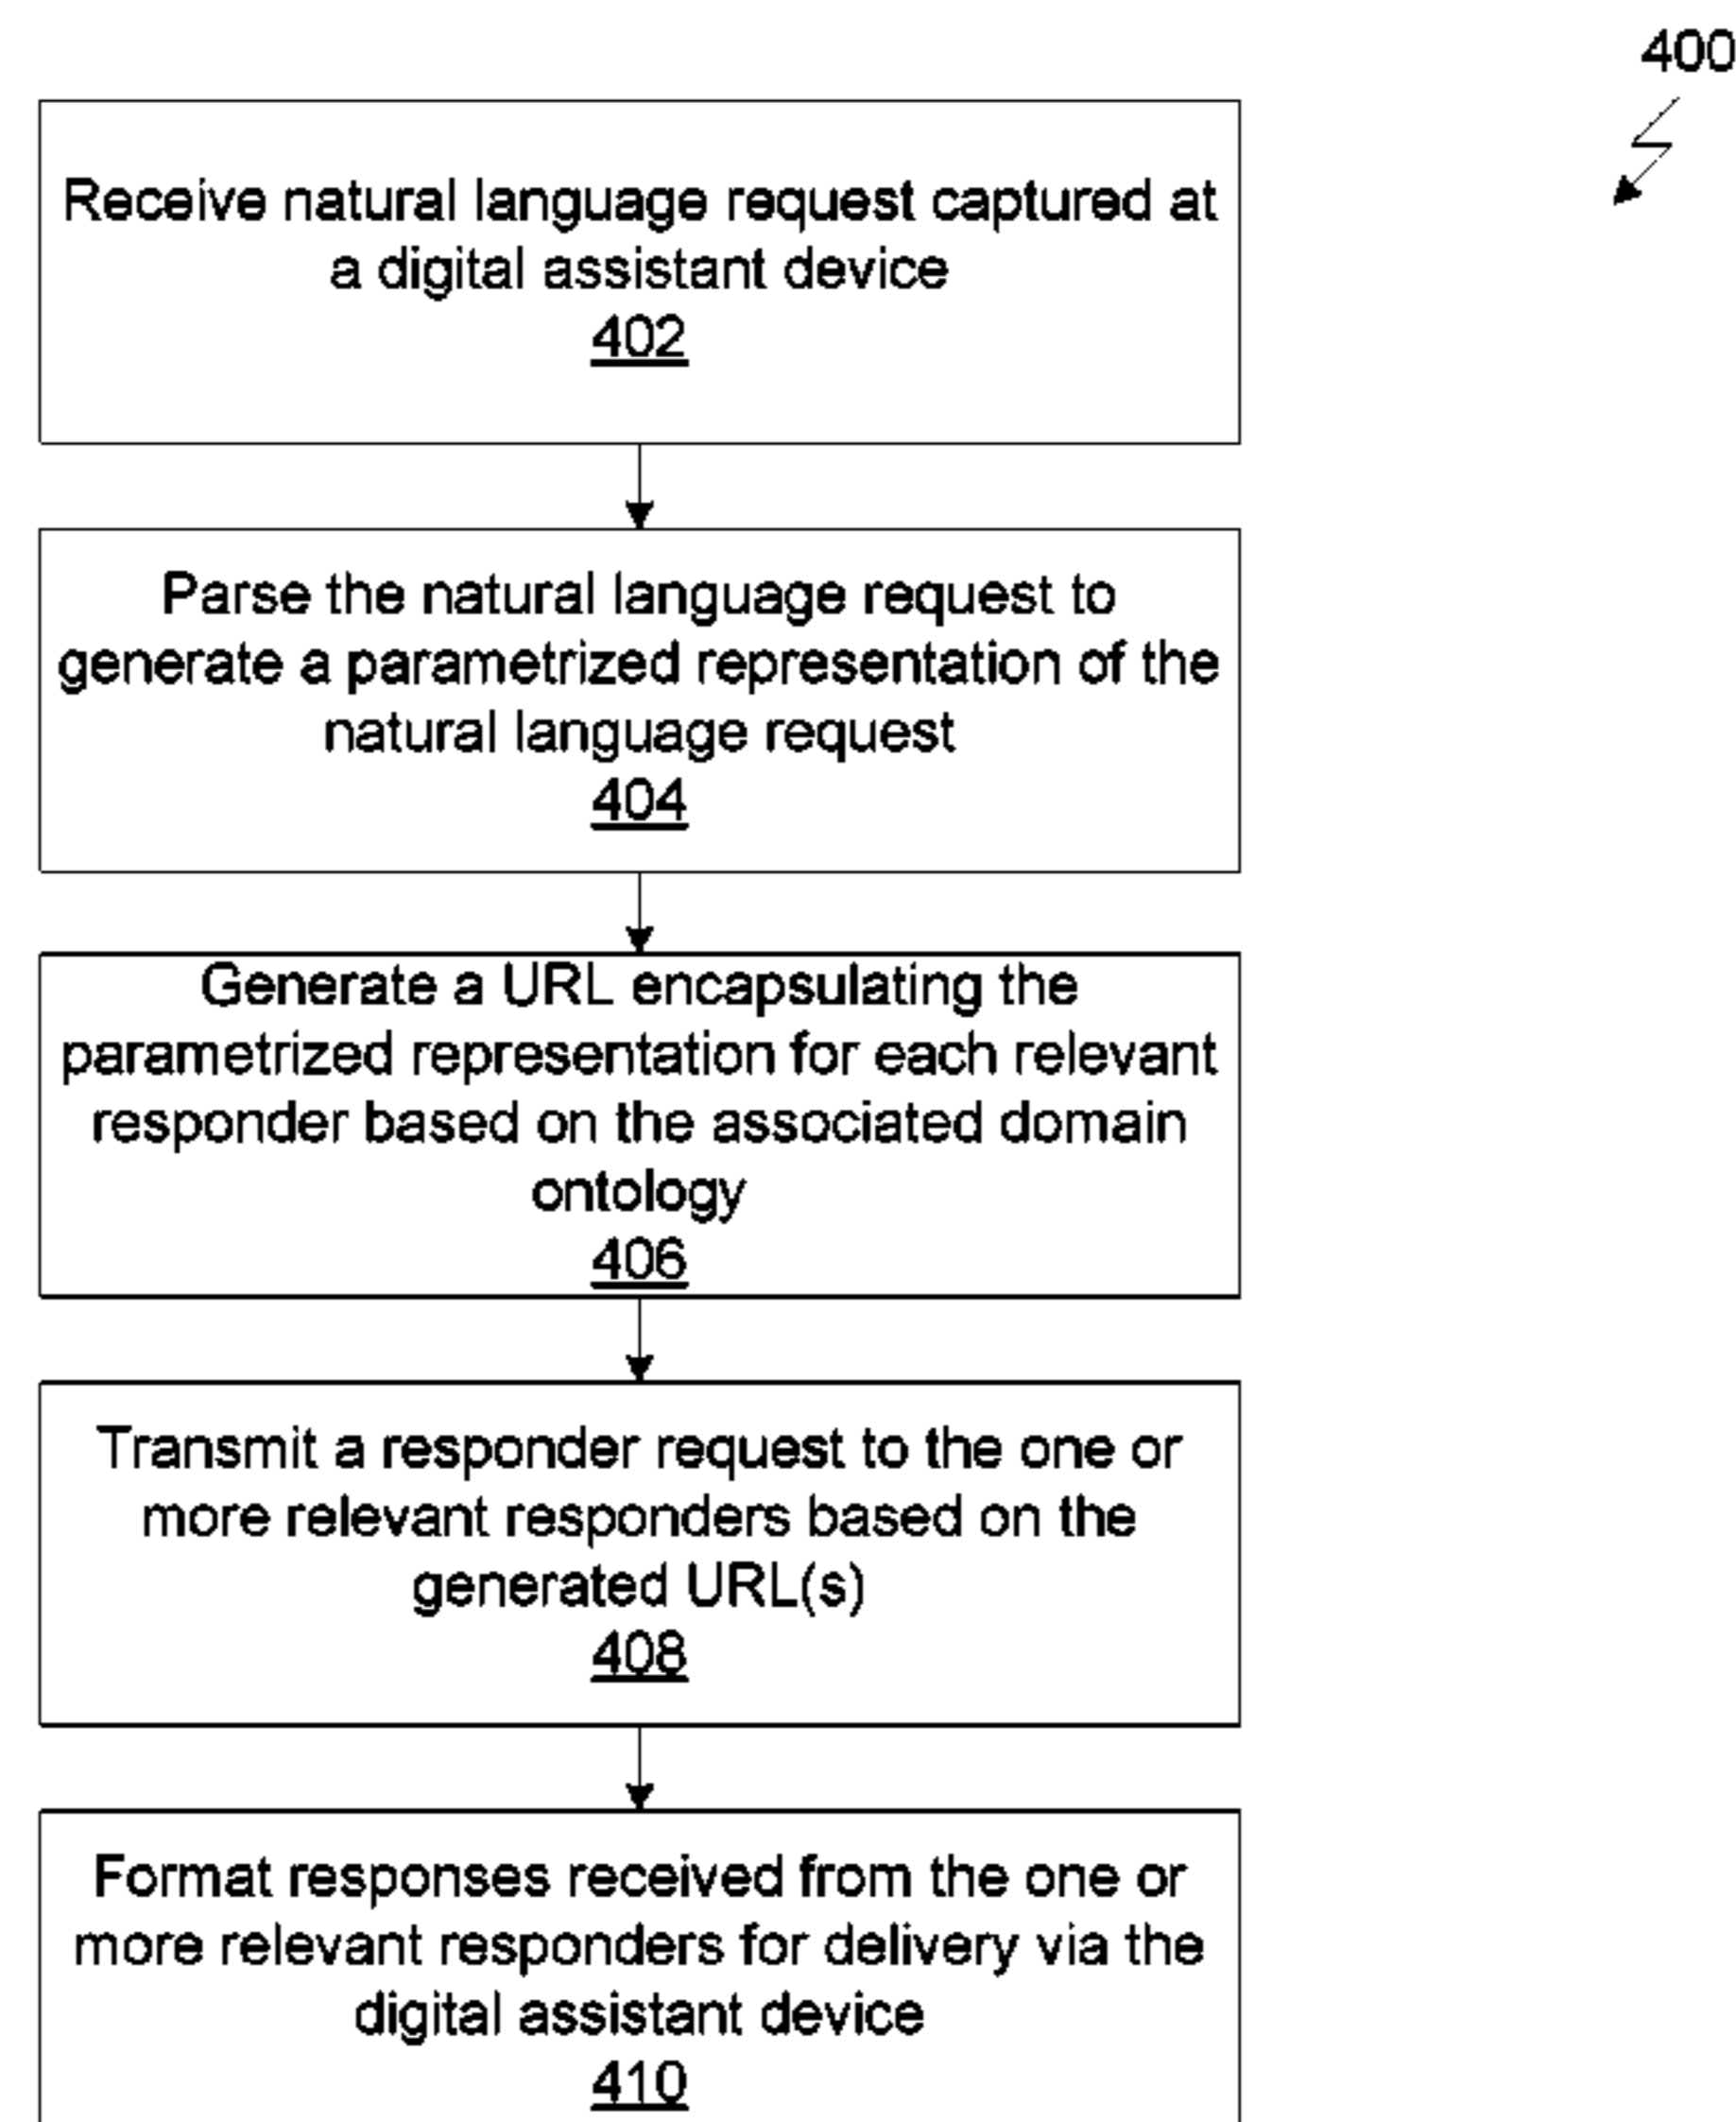 400
Receive natural language request captured at
a digital assistant device
402
Parse the natural language request to
generate a parametrized representation of the
natural language request
404
Generate a URL encapsulating the
parametrized representation for each relevant
responder based on the associated domain
ontology
406
Transmit a responder request to the one or
more relevant responders based on the
generated URL(s)
408
Format responses received from the one or
more relevant responders for delivery via the
digital assistant device
410